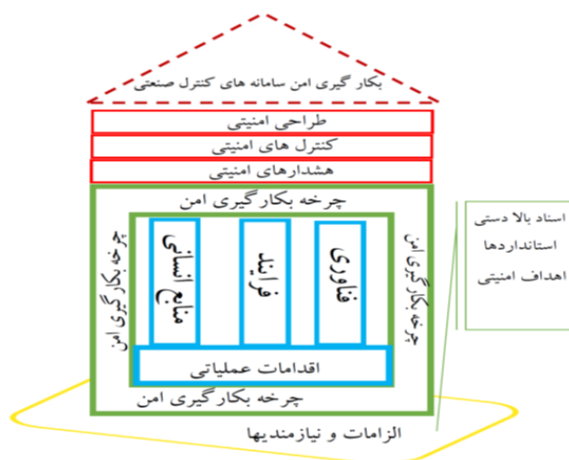 بکار گیری امن سامانه های کنترل صنعتی
طراحی امنیتی
کنترل های امنیتی
هشدارهای امنیتی
چرخه بکارگیری امن
چرخه بکارگیری امن
فناوری
فرایند
منابع انسانی
چرخه بکارگیری امن
اقدامات عملیاتی
چرخه بکارگیری امن
الزامات و نیازمندیها
اسناد بالا دستی
استانداردها
اهداف امنیتی